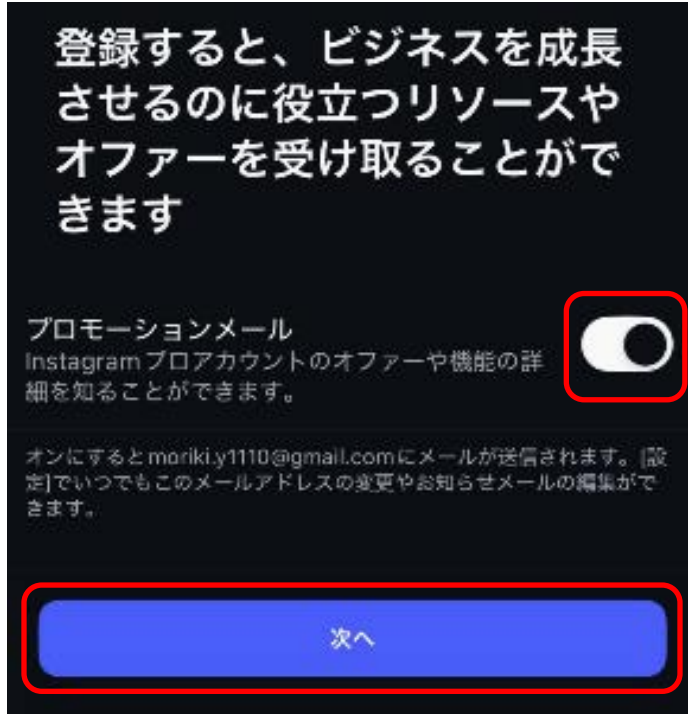 登録すると、ビジネスを成長
させるのに役立つリソースや
オファーを受け取ることがで
きます
プロモーションメール
Instagram プロアカウントのオファーや機能の詳
細を知ることができます。
オンにするとmoriki.y1110@gmail.comにメールが送信されます。[設
定]でいつでもこのメールアドレスの変更やお知らせメールの編集がで
きます。
次へ